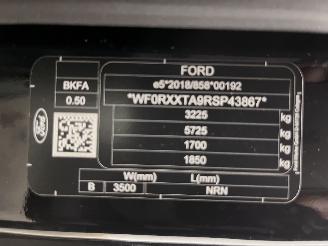 FORD
BKFA
0.50
e5*2018/858*00192
*WF0RXXTA9RSP43867*
3225 kg
5725 kg
1700 kg
1850 kg
Ford
W(mm) L(mm)
B 3500 NRN